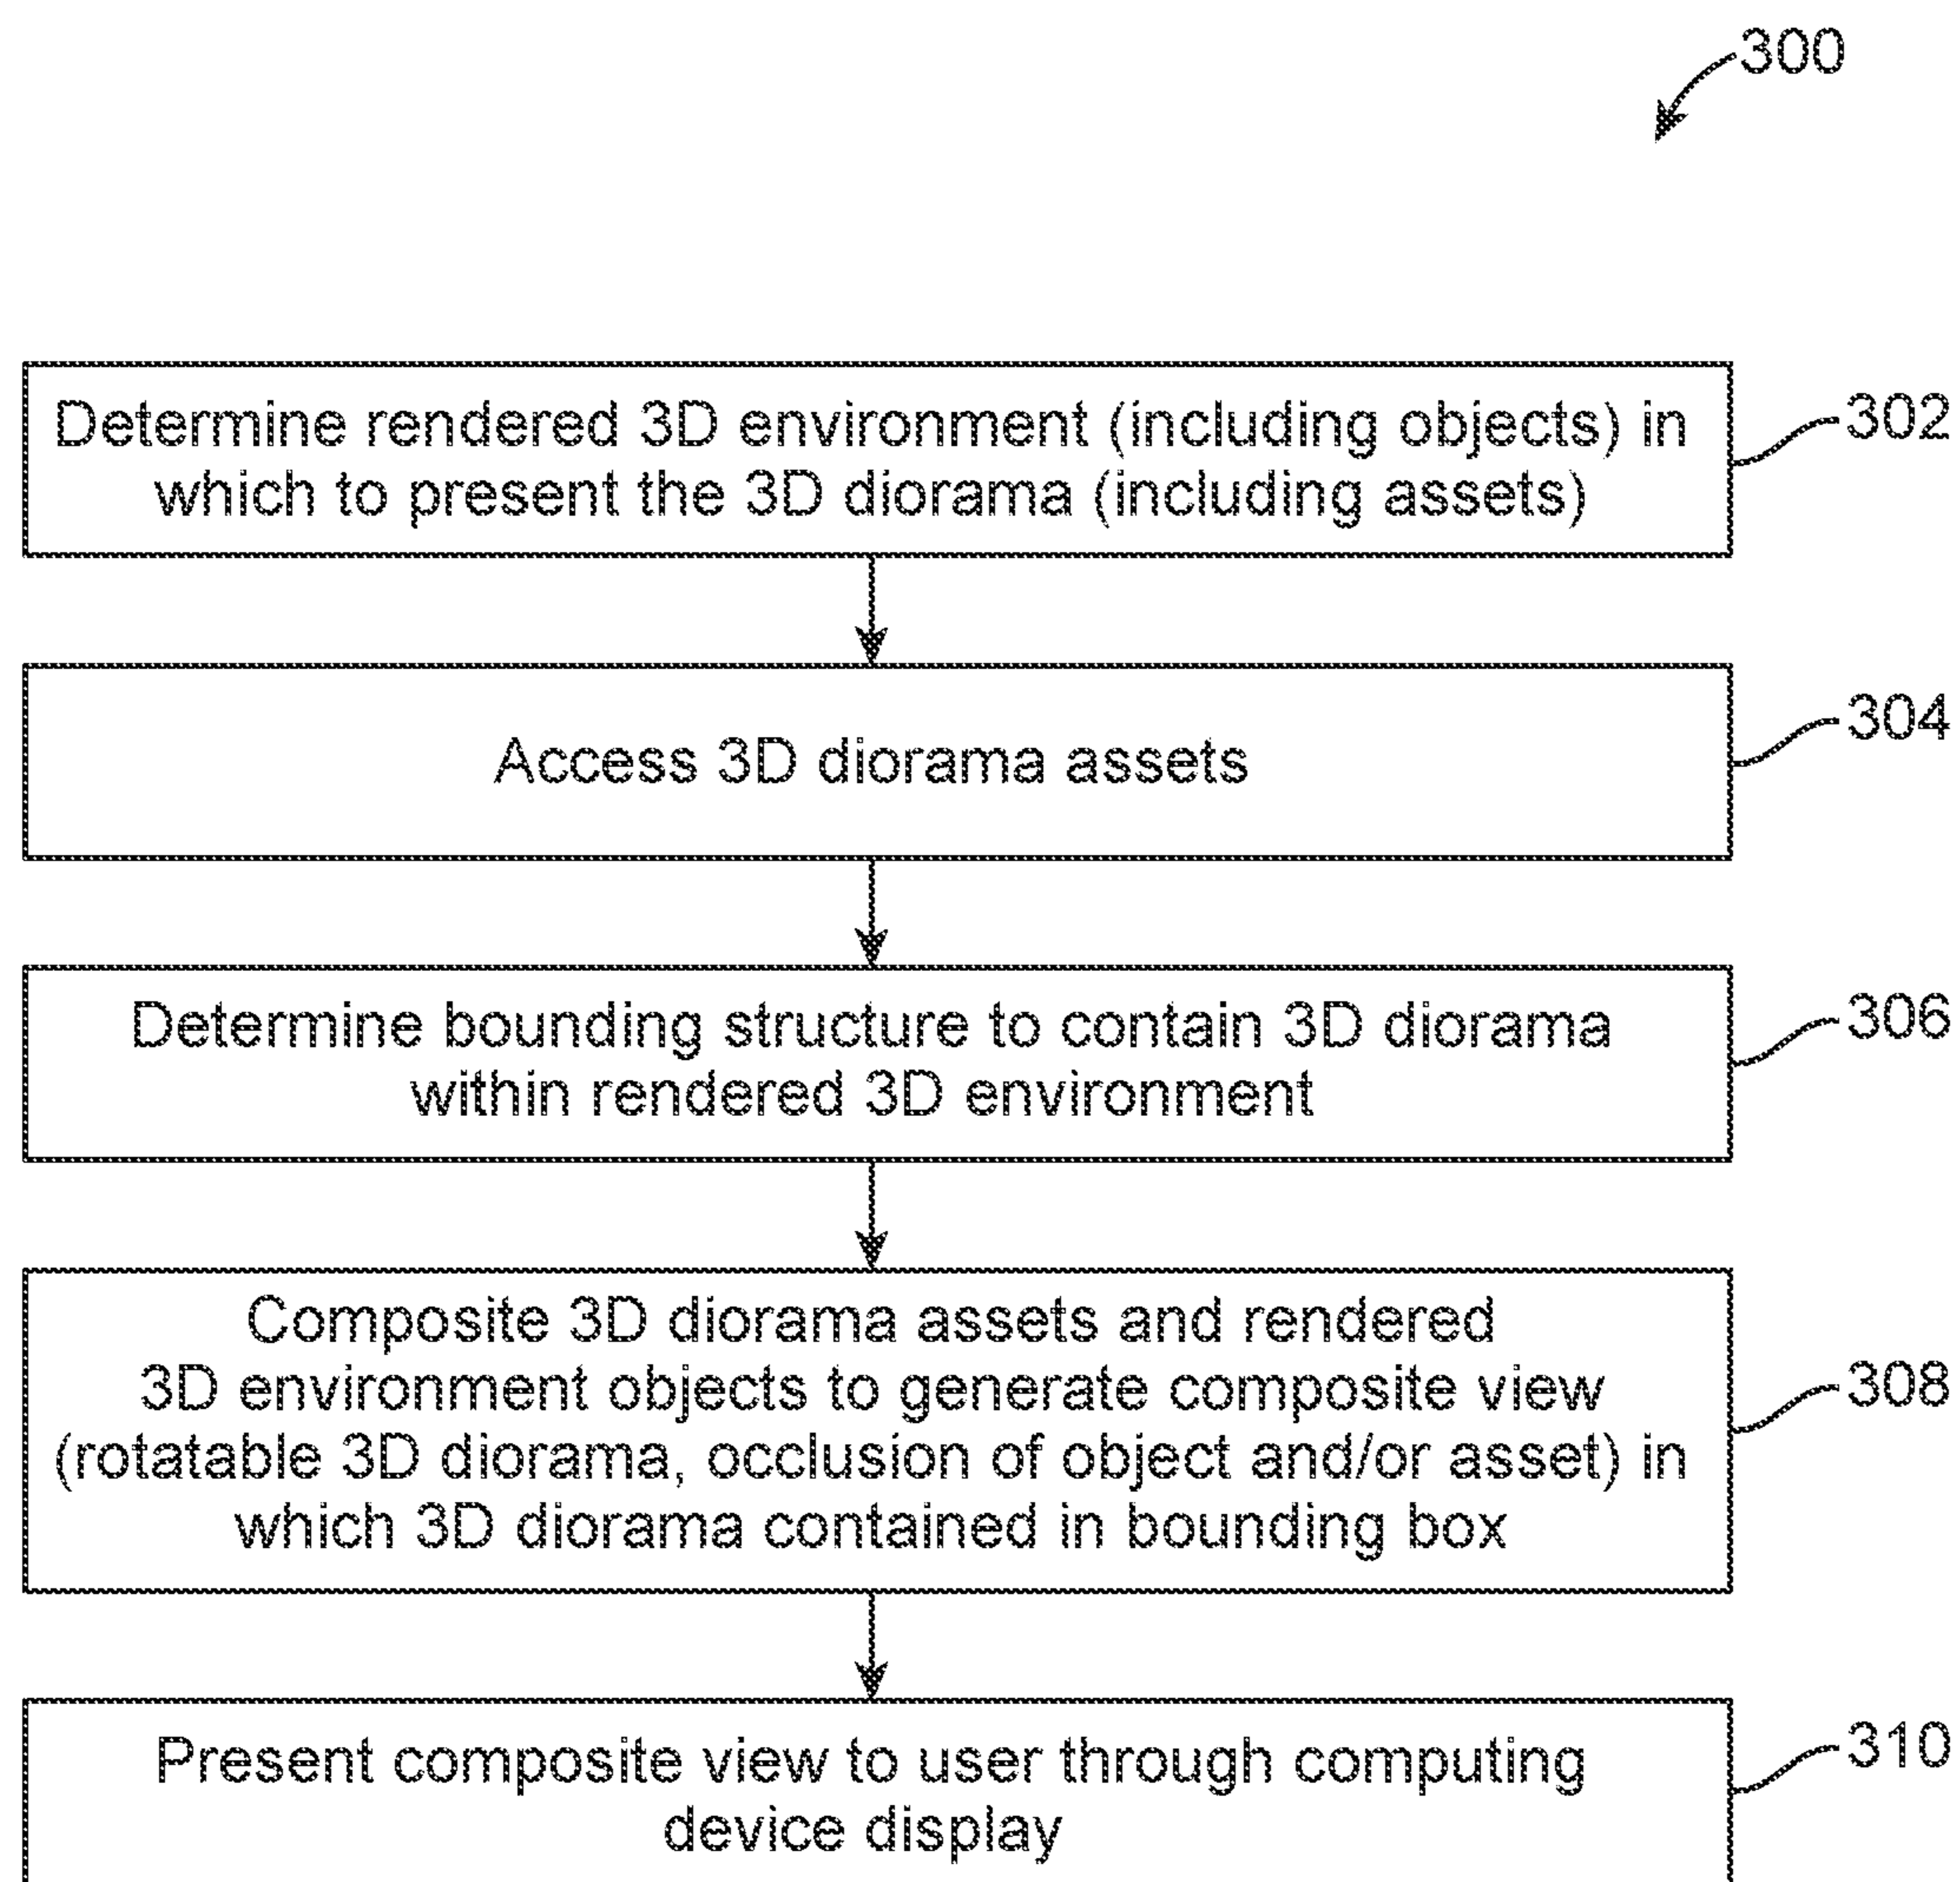 300
Determine rendered 3D environment (including objects) in
which to present the 3D diorama (including assets)
302
Access 3D diorama assets
304
Determine bounding structure to contain 3D diorama
within rendered 3D environment
306
Composite 3D diorama assets and rendered
3D environment objects to generate composite view
(rotatable 3D diorama, occlusion of object and/or asset) in
which 3D diorama contained in bounding box
308
Present composite view to user through computing
device display
310